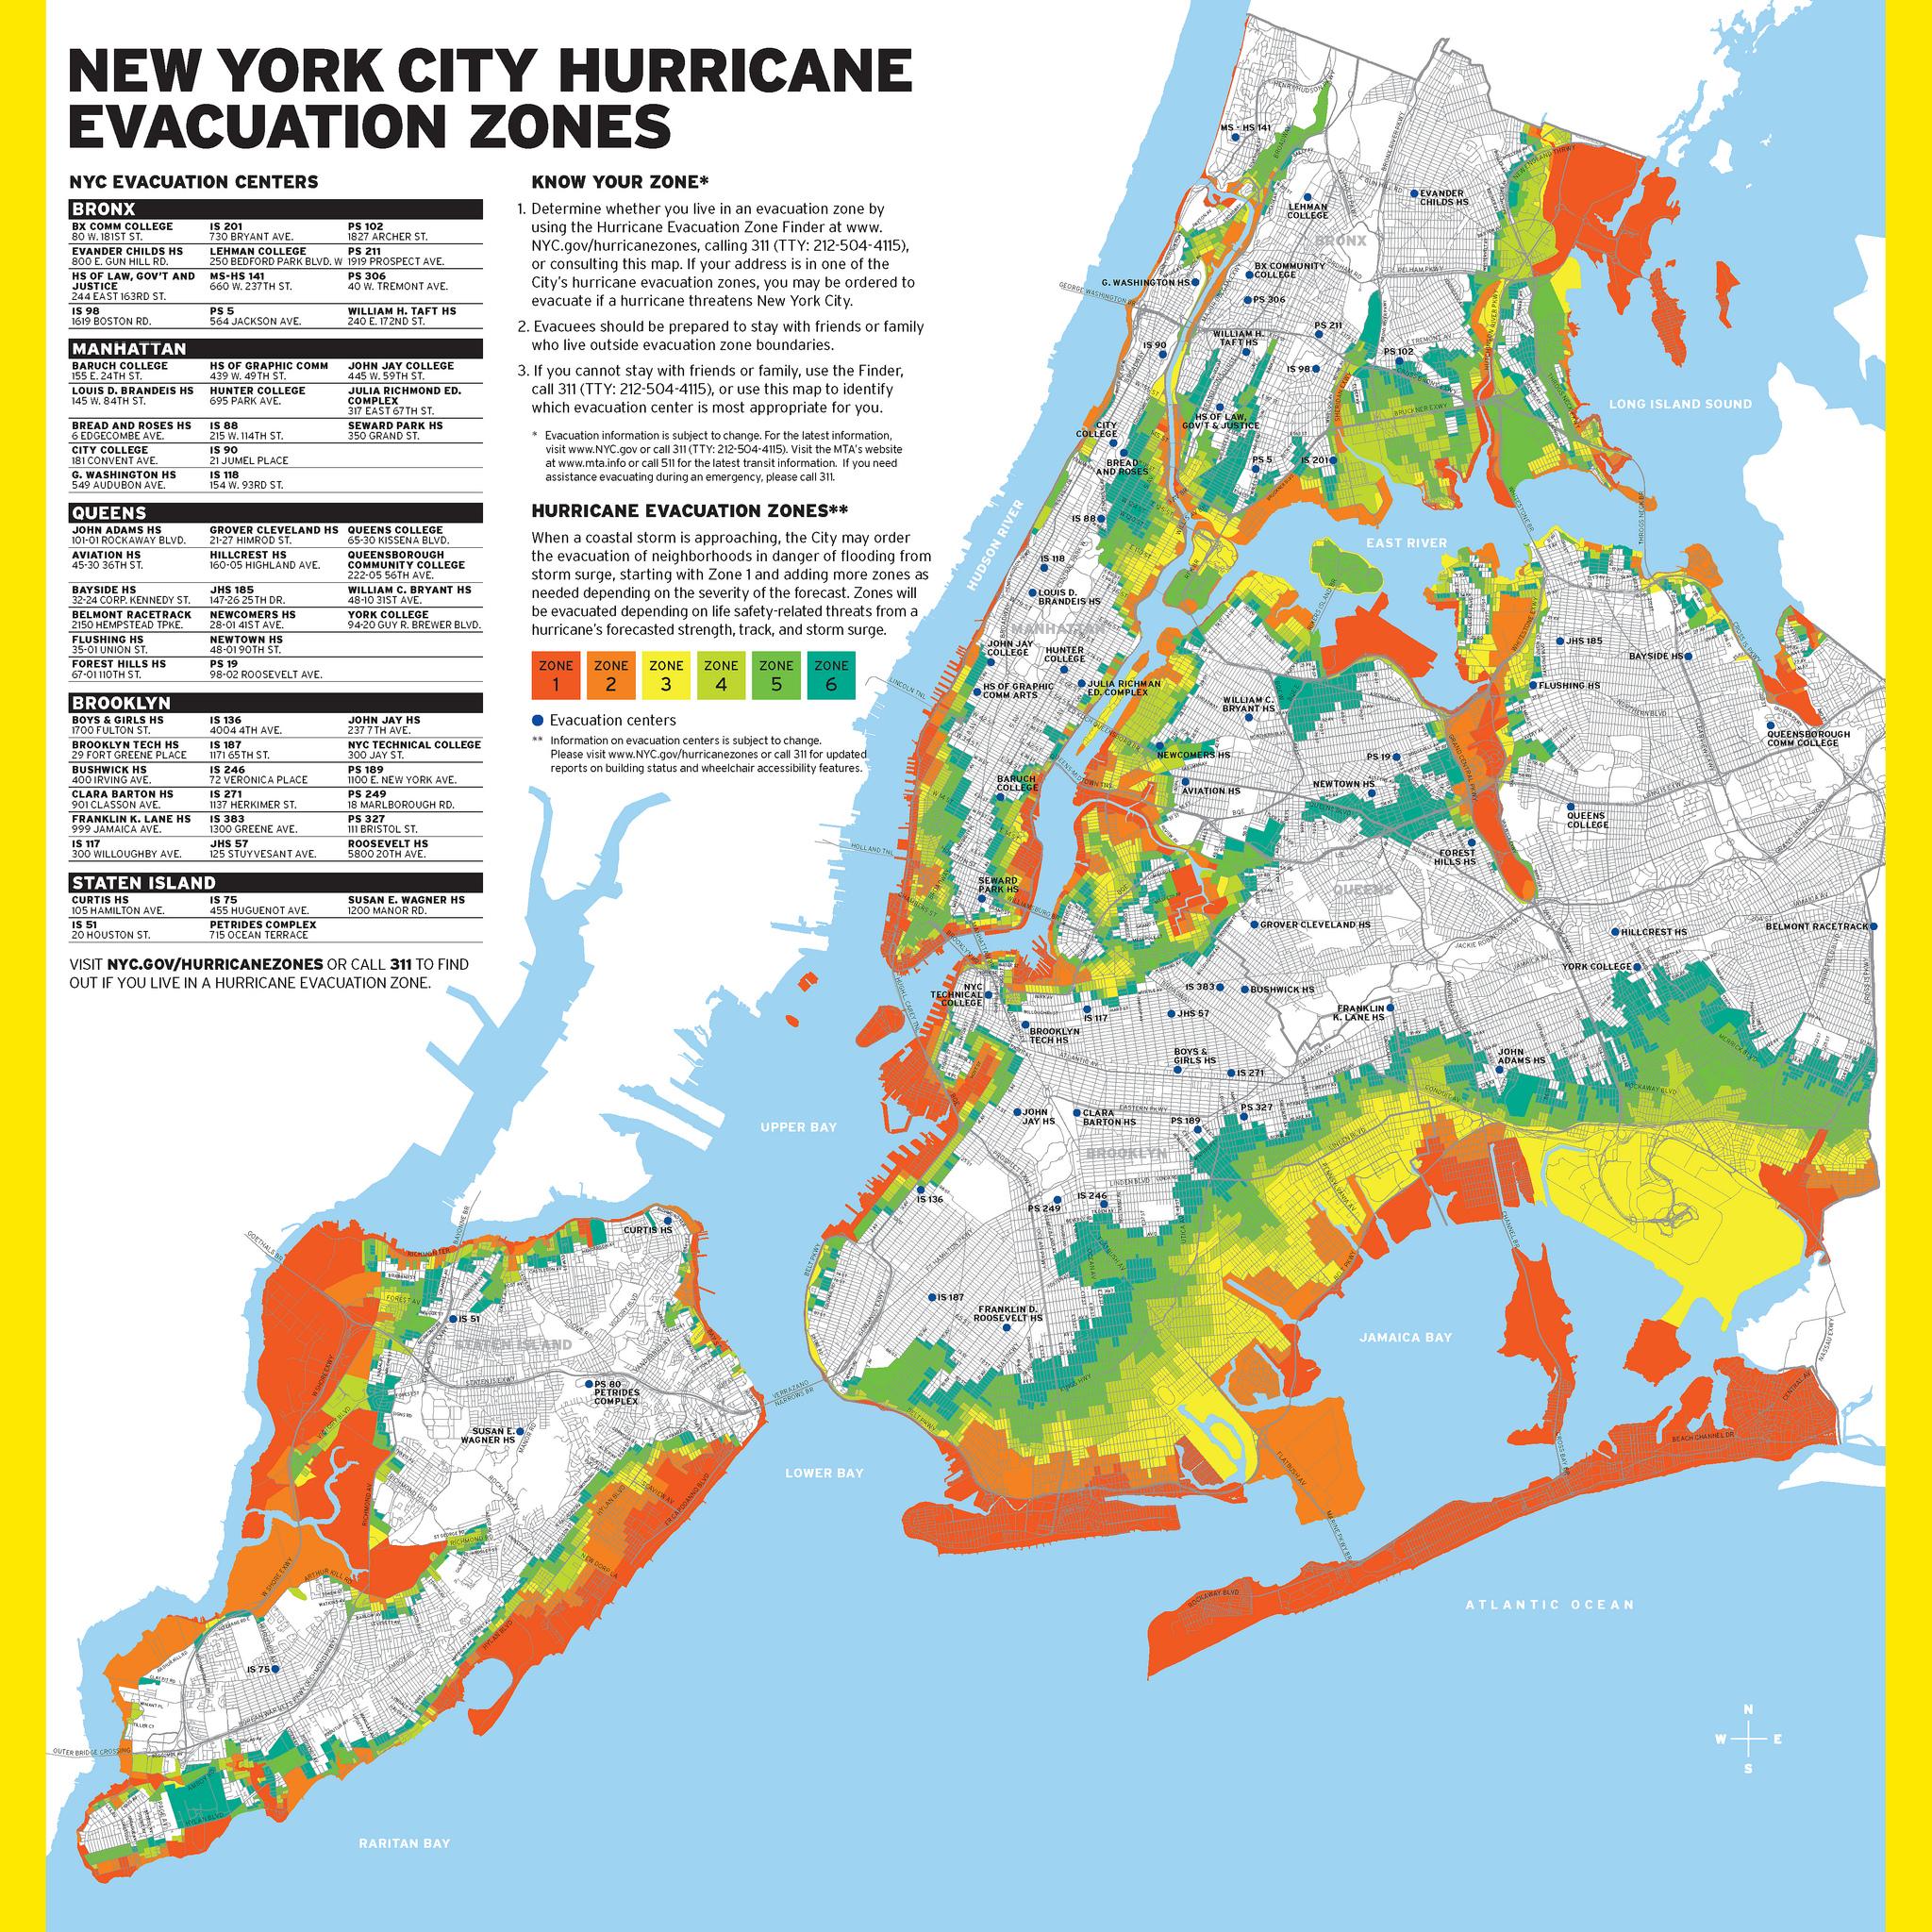 NEW YORK CITY HURRICANE
EVACUATION ZONES
NYC EVACUATION CENTERS
BRONX
BX COMM COLLEGE
80 W. 181ST ST.
IS 201
730 BRYANT AVE.
PS 102
1827 ARCHER ST.
EVANDER CHILDS HS
800 E. GUN HILL RD.
LEHMAN COLLEGE
250 BEDFORD PARK BLVD. W
PS 211
1919 PROSPECT AVE.
HS OF LAW, GOV'T AND
JUSTICE
244 EAST 163RD ST.
MS-HS 141
660 W. 237TH ST.
PS 306
40 W. TREMONT AVE.
IS 98
1619 BOSTON RD.
PS 5
564 JACKSON AVE.
WILLIAM H. TAFT HS
240 E. 172ND ST.
MANHATTAN
BARUCH COLLEGE
155 E. 24TH ST.
HS OF GRAPHIC COMM
439 W. 49TH ST.
JOHN JAY COLLEGE
445 W. 59TH ST.
LOUIS D. BRANDEIS HS
145 W. 84TH ST.
HUNTER COLLEGE
695 PARK AVE.
JULIA RICHMOND ED.
COMPLEX
317 EAST 67TH ST.
BREAD AND ROSES HS
6 EDGECOMBE AVE.
IS 88
215 W. 114TH ST.
SEWARD PARK HS
350 GRAND ST.
CITY COLLEGE
181 CONVENT AVE.
IS 90
21 JUMEL PLACE
G. WASHINGTON HS
549 AUDUBON AVE.
IS 118
154 W. 93RD ST.
QUEENS
JOHN ADAMS HS
101-01 ROCKAWAY BLVD.
GROVER CLEVELAND HS
21-27 HIMROD ST.
QUEENS COLLEGE
65-30 KISSENA BLVD.
AVIATION HS
45-30 36TH ST.
HILLCREST HS
160-05 HIGHLAND AVE.
QUEENSBOROUGH
COMMUNITY COLLEGE
222-05 56TH AVE.
BAYSIDE HS
32-24 CORP. KENNEDY ST.
JHS 185
147-26 25TH DR.
WILLIAM C. BRYANT HS
48-10 31ST AVE.
BELMONT RACETRACK
2150 HEMPSTEAD TPKE.
NEWCOMERS HS
28-01 41ST AVE.
YORK COLLEGE
94-20 GUY R. BREWER BLVD.
FLUSHING HS
35-01 UNION ST.
NEWTOWN HS
48-01 90TH ST.
FOREST HILLS HS
67-01 110TH ST.
PS 19
98-02 ROOSEVELT AVE.
BROOKLYN
BOYS & GIRLS HS
1700 FULTON ST.
IS 136
4004 4TH AVE.
JOHN JAY HS
237 7TH AVE.
BROOKLYN TECH HS
29 FORT GREENE PLACE
IS 187
1171 65TH ST.
NYC TECHNICAL COLLEGE
300 JAY ST.
BUSHWICK HS
400 IRVING AVE.
IS 246
72 VERONICA PLACE
PS 189
1100 E. NEW YORK AVE.
CLARA BARTON HS
901 CLASSON AVE.
IS 271
1137 HERKIMER ST.
PS 249
18 MARLBOROUGH RD.
FRANKLIN K. LANE HS
999 JAMAICA AVE.
IS 383
1300 GREENE AVE.
PS 327
111 BRISTOL ST.
IS 117
300 WILLOUGHBY AVE.
JHS 57
125 STUYVESANT AVE.
ROOSEVELT HS
5800 20TH AVE.
STATEN ISLAND
CURTIS HS
105 HAMILTON AVE.
IS 75
455 HUGUENOT AVE.
SUSAN E. WAGNER HS
1200 MANOR RD.
IS 51
20 HOUSTON ST.
PETRIDES COMPLEX
715 OCEAN TERRACE
VISIT NYC.GOV/HURRICANEZONES OR CALL 311 TO FIND
OUT IF YOU LIVE IN A HURRICANE EVACUATION ZONE.
KNOW YOUR ZONE*
1. Determine whether you live in an evacuation zone by
using the Hurricane Evacuation Zone Finder at www.
NYC.gov/hurricanezones, calling 311 (TTY: 212-504-4115),
or consulting this map. If your address is in one of the
City's hurricane evacuation zones, you may be ordered to
evacuate if a hurricane threatens New York City.
2. Evacuees should be prepared to stay with friends or family
who live outside evacuation zone boundaries.
3. If you cannot stay with friends or family, use the Finder,
call 311 (TTY: 212-504-4115), or use this map to identify
which evacuation center is most appropriate for you.
* Evacuation information is subject to change. For the latest information,
visit www.NYC.gov or call 311 (TTY: 212-504-4115). Visit the MTA's website
at www.mta.info or call 511 for the latest transit information. If you need
assistance evacuating during an emergency, please call 311.
HURRICANE EVACUATION ZONES**
When a coastal storm is approaching, the City may order
the evacuation of neighborhoods in danger of flooding from
storm surge, starting with Zone 1 and adding more zones as
needed depending on the severity of the forecast. Zones will
be evacuated depending on life safety-related threats from a
hurricane's forecasted strength, track, and storm surge.
ZONE 1
ZONE 2
ZONE 3
ZONE 4
ZONE 5
ZONE 6
Evacuation centers
** Information on evacuation centers is subject to change.
Please visit www.NYC.gov/hurricanezones or call 311 for updated
reports on building status and wheelchair accessibility features.
MS - HS 141
EVANDER
CHILDS HS
LEHMAN
COLLEGE
BRONX
BX COMMUNITY
COLLEGE
G. WASHINGTON HS
GEORGE WASHINGTON BR
PS 306
PS 211
WILLIAM H.
TAFT HS
IS 90
PS 102
IS 98
LONG ISLAND SOUND
HS OF LAW,
GOV'T & JUSTICE
BRUCKNER EXPY
CITY
COLLEGE
BREAD
AND ROSES
PS 5
IS 201
IS 88
HUDSON RIVER
EAST RIVER
IS 118
LOUIS D.
BRANDEIS HS
MANHATTAN
JOHN JAY
COLLEGE
HUNTER
COLLEGE
JHS 185
BAYSIDE HS
LINCOLN TNL
HS OF GRAPHIC
COMM ARTS
JULIA RICHMAN
ED. COMPLEX
FLUSHING HS
WILLIAM C.
BRYANT HS
QUEENSBOROUGH
COMM COLLEGE
NEWCOMERS HS
PS 19
BARUCH
COLLEGE
AVIATION HS
NEWTOWN HS
QUEENS
COLLEGE
HOLLAND TNL
FOREST
HILLS HS
SEWARD
PARK HS
QUEENS
GROVER CLEVELAND HS
HILLCREST HS
BELMONT RACETRACK
YORK COLLEGE
NYC
TECHNICAL
COLLEGE
IS 383
BUSHWICK HS
IS 117
JHS 57
FRANKLIN
K. LANE HS
BROOKLYN
TECH HS
BOYS &
GIRLS HS
IS 271
JOHN
ADAMS HS
JOHN
JAY HS
CLARA
BARTON HS
EASTERN PKWY
PS 189
PS 327
UPPER BAY
BROOKLYN
LINDEN BLVD
IS 136
IS 246
PS 249
CURTIS HS
GOETHALS BR
BAYONNE BR
IS 187
FRANKLIN D.
ROOSEVELT HS
IS 51
STATEN ISLAND
JAMAICA BAY
PS 80
PETRIDES
COMPLEX
VERRAZANO
NARROWS BR
SUSAN E.
WAGNER HS
LOWER BAY
BEACH CHANNEL DR
ROCKAWAY BLVD
ATLANTIC OCEAN
IS 75
OUTER BRIDGE CROSSING
RARITAN BAY
N
W
E
S